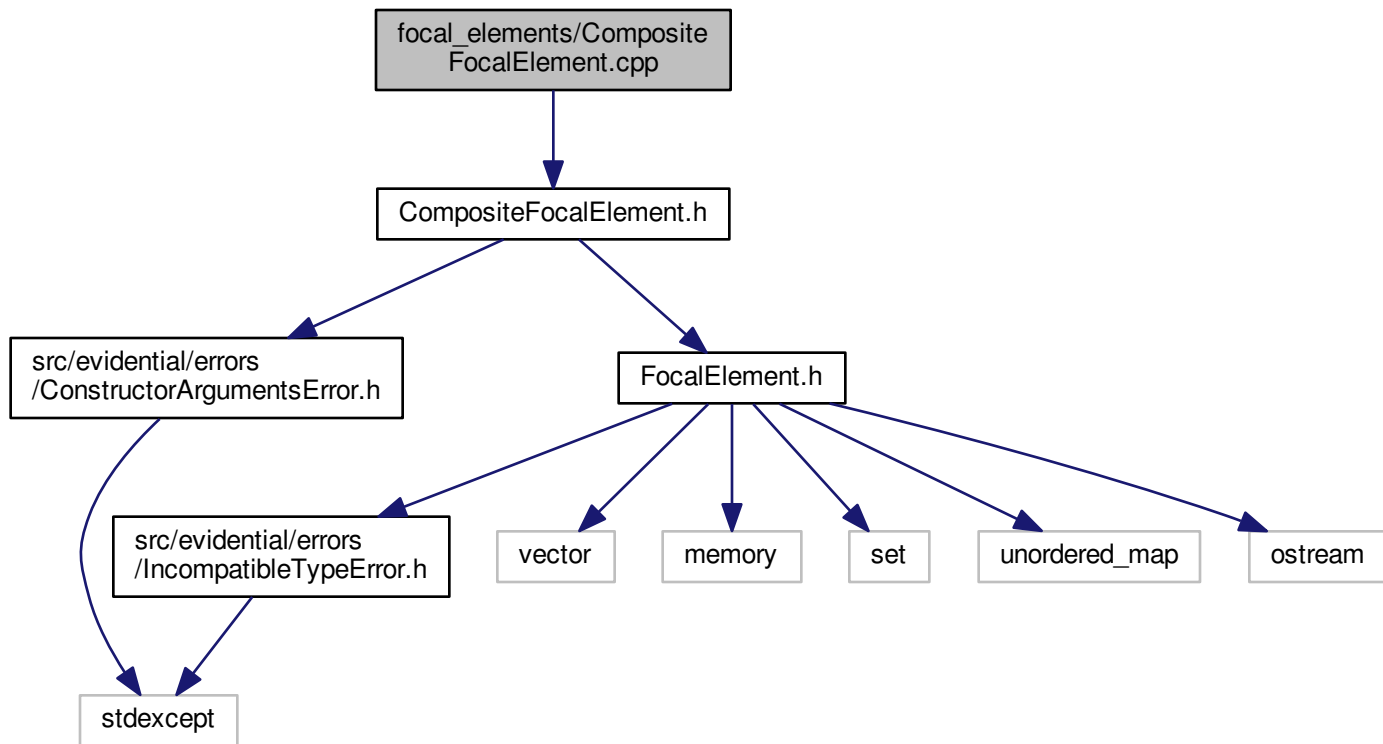 focal_elements/Composite
FocalElement.cpp
CompositeFocalElement.h
src/evidential/errors
/ConstructorArgumentsError.h
FocalElement.h
src/evidential/errors
/IncompatibleTypeError.h
vector
memory
set
unordered_map
ostream
stdexcept